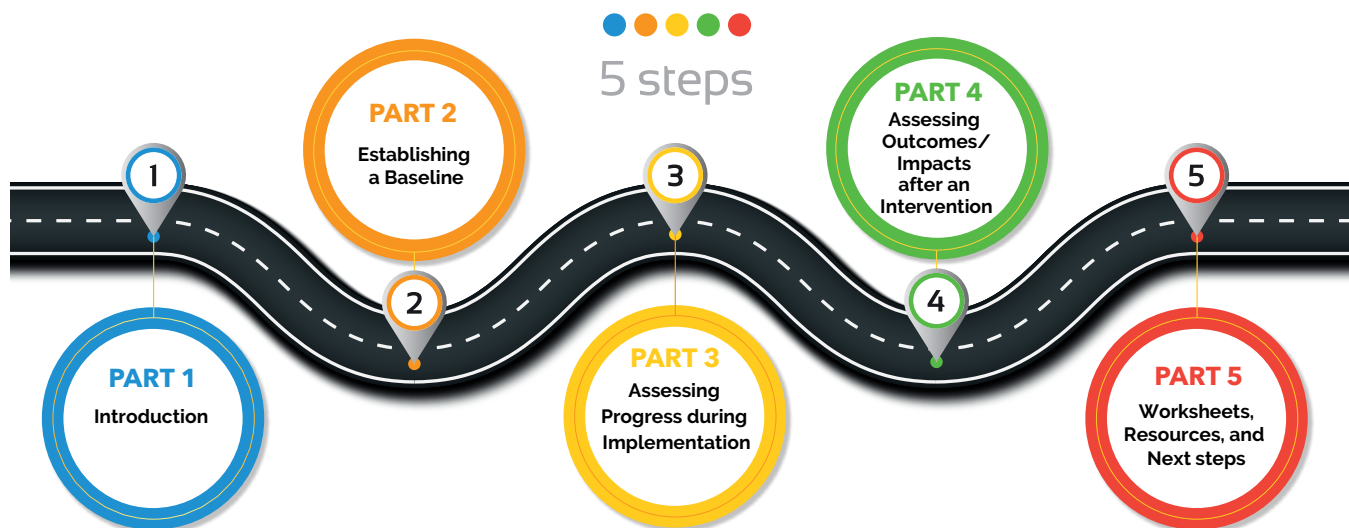 5 steps
1
PART 1
Introduction
2
PART 2
Establishing
a Baseline
3
PART 3
Assessing
Progress during
Implementation
4
PART 4
Assessing
Outcomes/
Impacts
after an
Intervention
5
PART 5
Worksheets,
Resources, and
Next steps